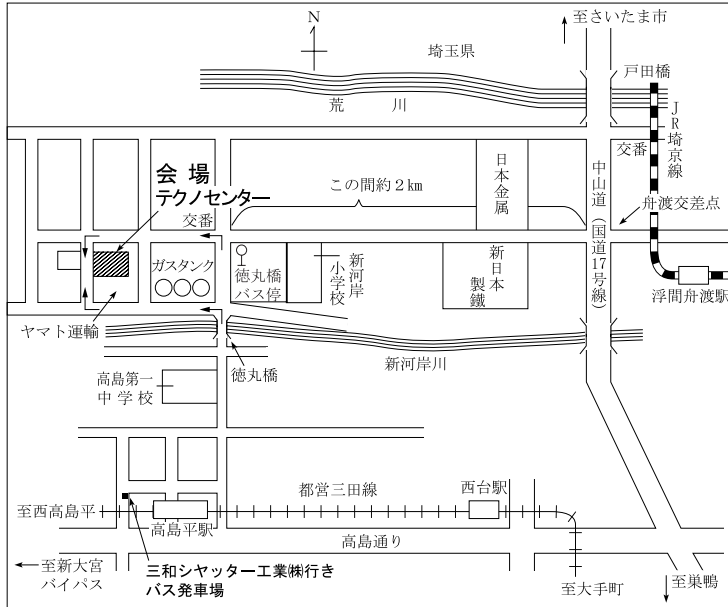 至さいたま市
N
埼玉県
戸田橋
荒川
JR埼京線
交番
日本金属
会場
テクノセンター
この間約2km
中山道(国道17号線)
舟渡交差点
交番
ガスタンク
徳丸橋
バス停
新河岸
小学校
新日本
製鐵
浮間舟渡駅
ヤマト運輸
徳丸橋
新河岸川
高島第一
中学校
都営三田線
西台駅
至西高島平
高島平駅
高島通り
至新大宮
バイパス
三和シヤッター工業㈱行き
バス発車場
至大手町
至巣鴨